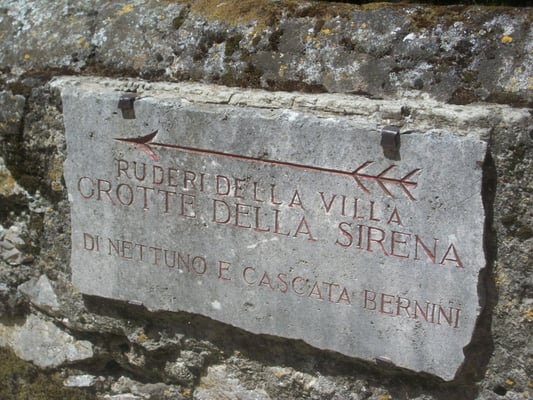 RUDERI DELLA VILLA
GROTTE DELLA SIRENA
DI NETTUNO E CASCATA BERNINI